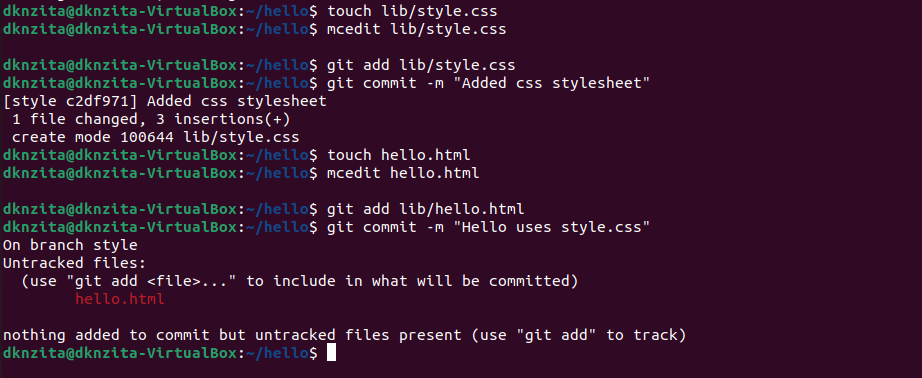 dknzita@dknzita-VirtualBox:~/hello$ touch lib/style.css
dknzita@dknzita-VirtualBox:~/hello$ mcedit lib/style.css
dknzita@dknzita-VirtualBox:~/hello$ git add lib/style.css
dknzita@dknzita-VirtualBox:~/hello$ git commit -m "Added css stylesheet"
[style c2df971] Added css stylesheet
1 file changed, 3 insertions(+)
create mode 100644 lib/style.css
dknzita@dknzita-VirtualBox:~/hello$ touch hello.html
dknzita@dknzita-VirtualBox:~/hello$ mcedit hello.html
dknzita@dknzita-VirtualBox:~/hello$ git add lib/hello.html
dknzita@dknzita-VirtualBox:~/hello$ git commit -m "Hello uses style.css"
On branch style
Untracked files:
(use "git add <file>..." to include in what will be committed)
hello.html
nothing added to commit but untracked files present (use "git add" to track)
dknzita@dknzita-VirtualBox:~/hello$